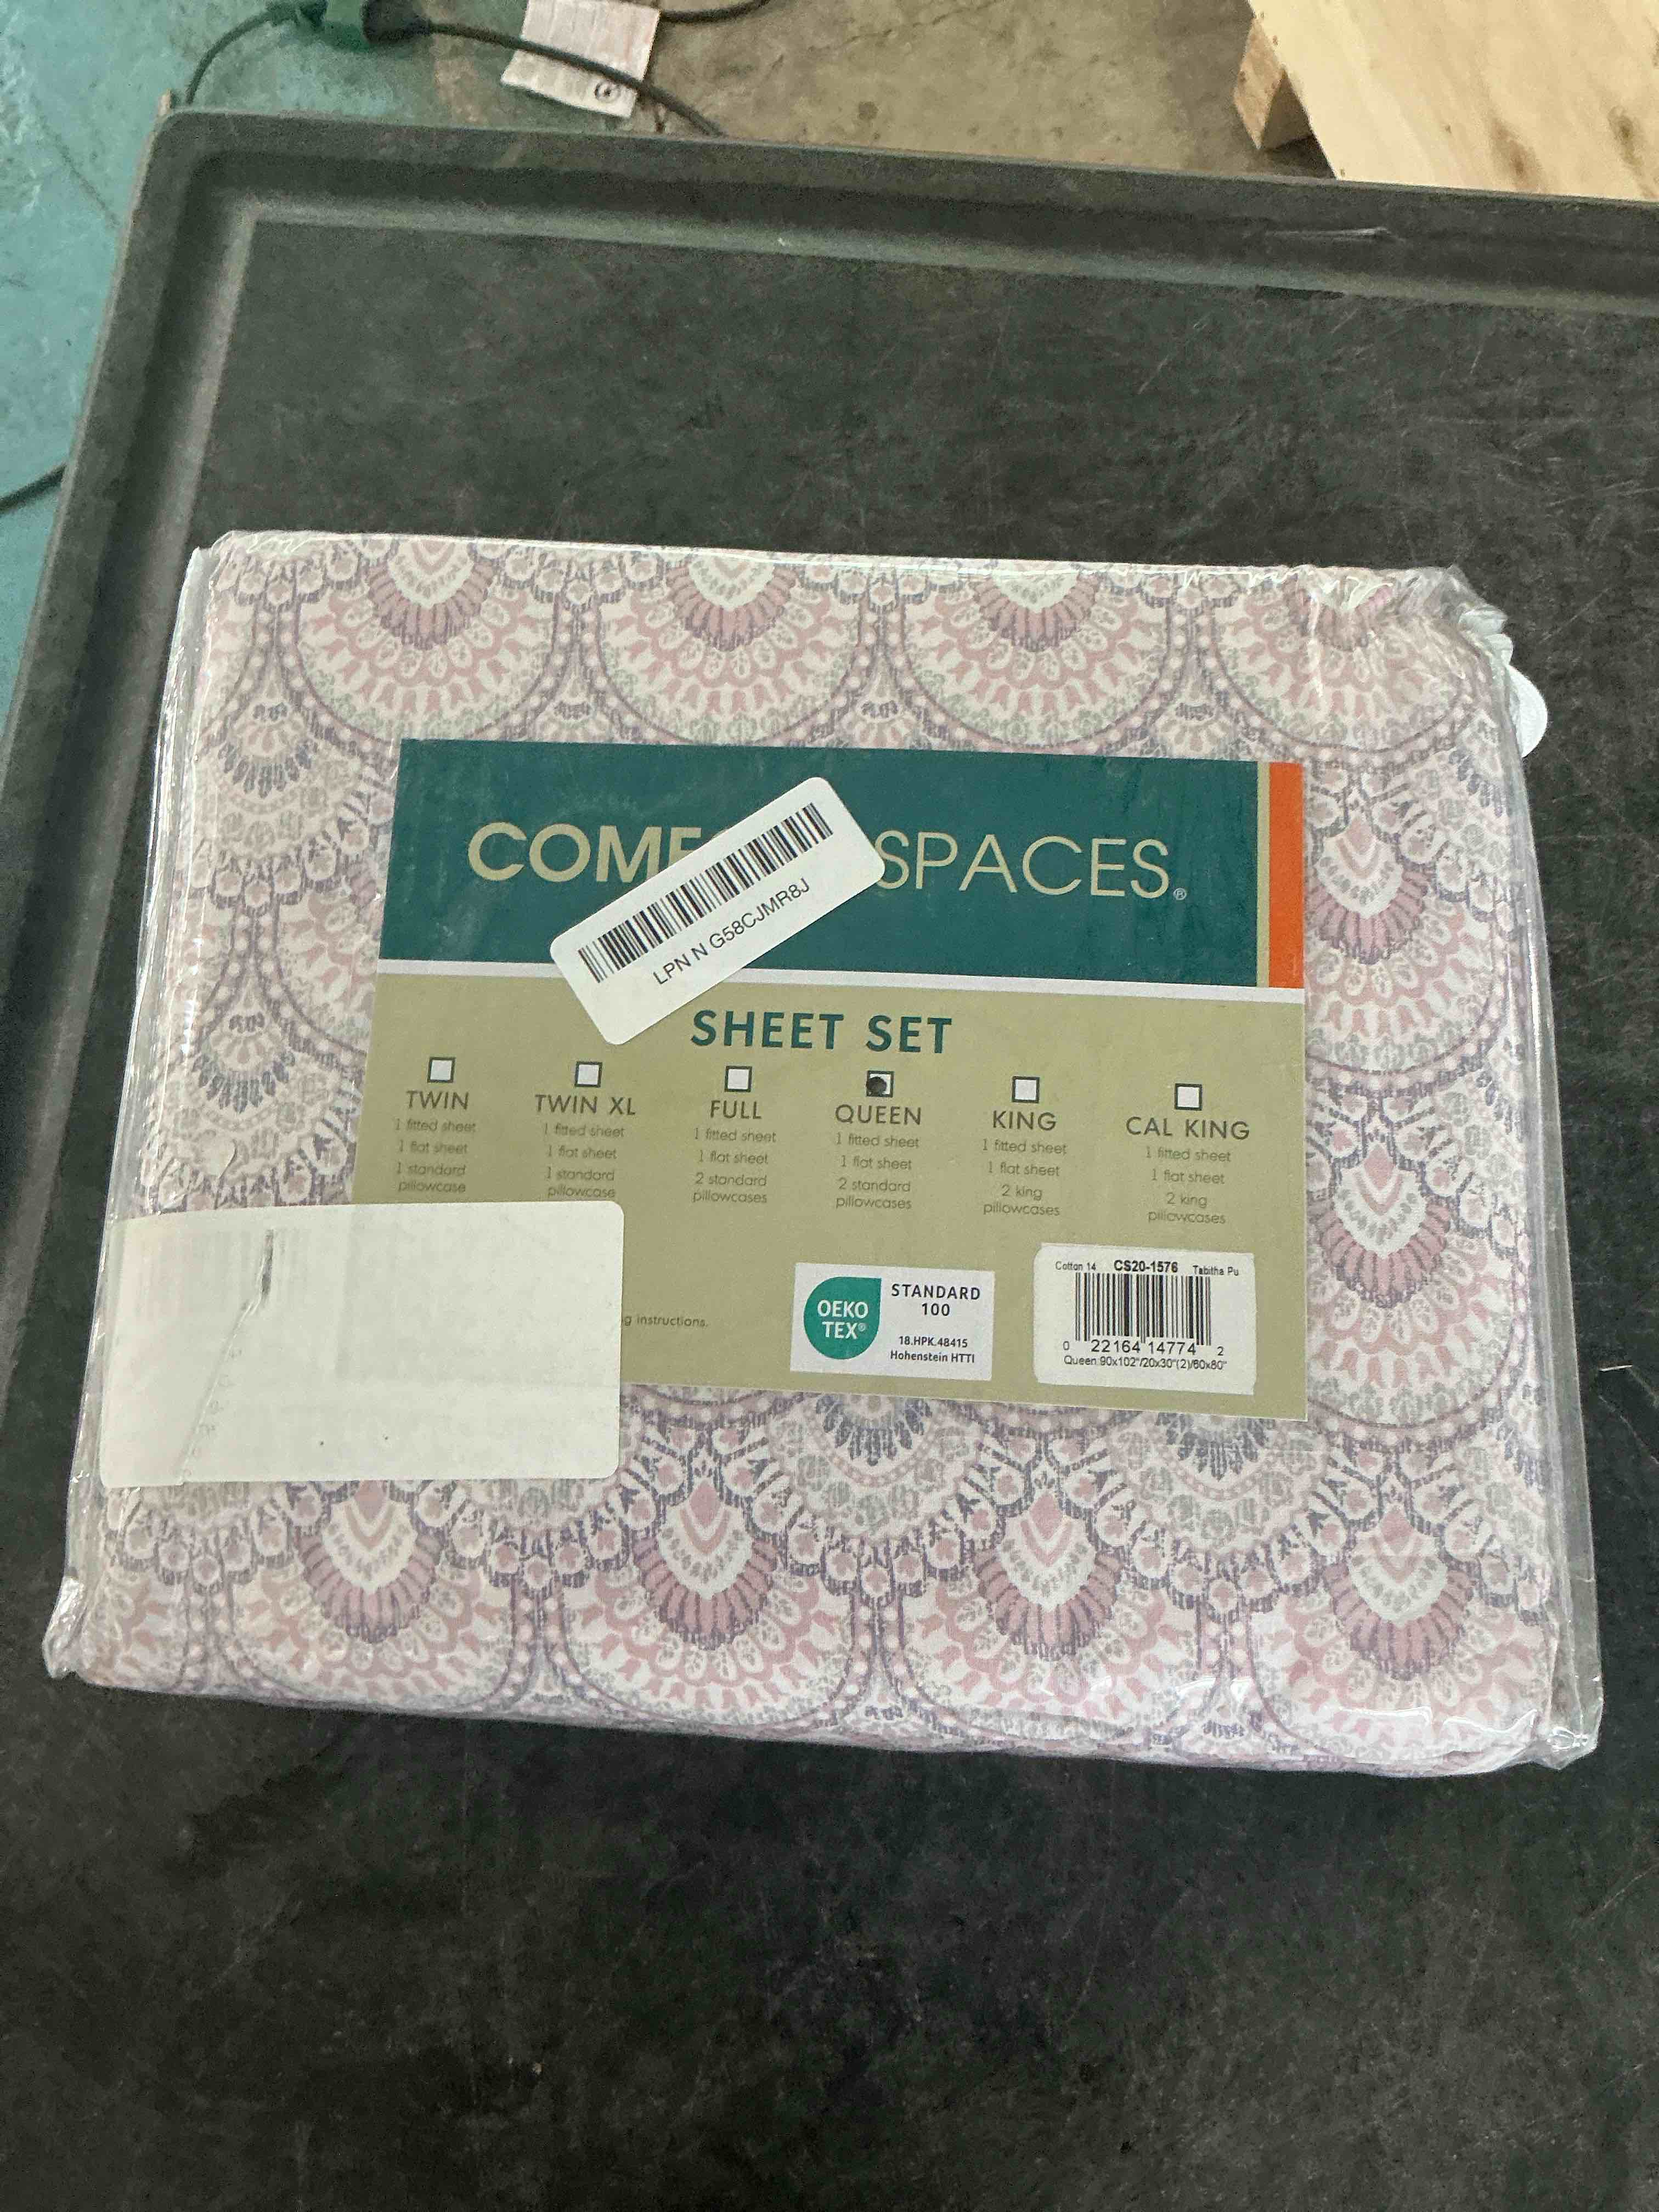 COMF SPACES®
LPN N G58CJMR8J
SHEET SET
TWIN
1 fitted sheet
1 flat sheet
1 standard
pillowcase
TWIN XL
1 fitted sheet
1 flat sheet
1 standard
pillowcase
FULL
1 fitted sheet
1 flat sheet
2 standard
pillowcases
QUEEN
1 fitted sheet
1 flat sheet
2 standard
pillowcases
KING
1 fitted sheet
1 flat sheet
2 king
pillowcases
CAL KING
1 fitted sheet
1 flat sheet
2 king
pillowcases
g instructions.
OEKO
TEX®
STANDARD
100
18.HPK.48415
Hohenstein HTTI
Cotton 14 CS20-1576 Tabitha Pu
0 22164 14774 2
Queen:90x102"/20x30"(2)/60x80"